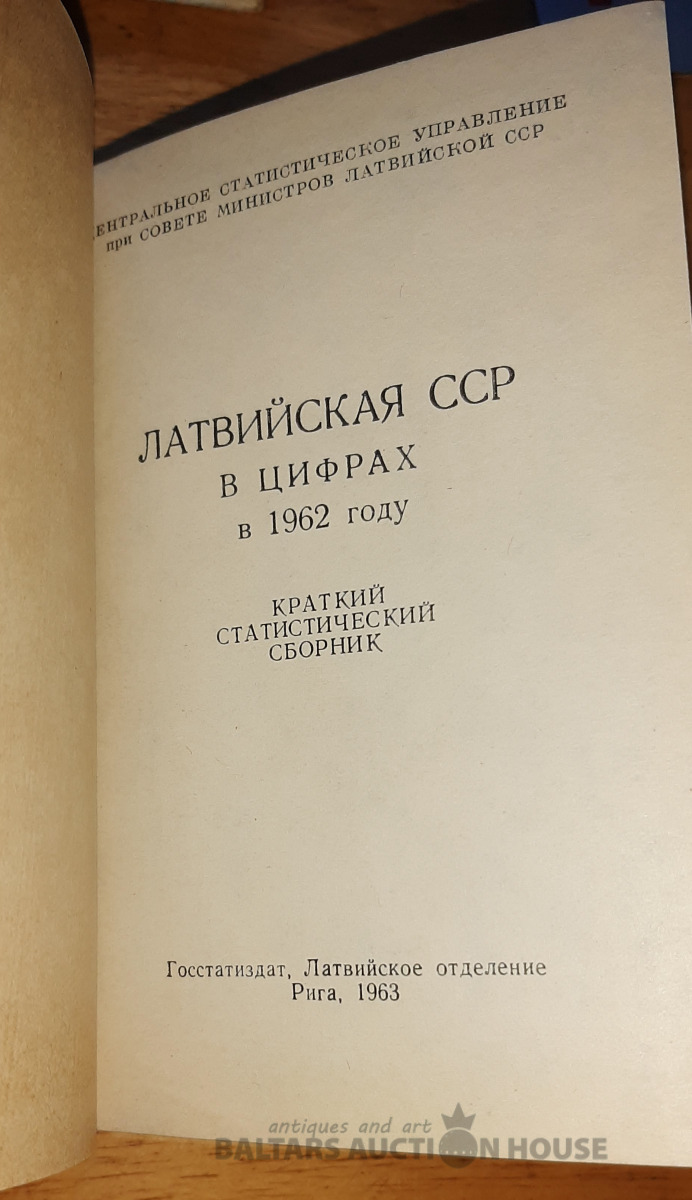 ЦЕНТРАЛЬНОЕ СТАТИСТИЧЕСКОЕ УПРАВЛЕНИЕ
при СОВЕТЕ МИНИСТРОВ ЛАТВИЙСКОЙ ССР
ЛАТВИЙСКАЯ ССР
В ЦИФРАХ
в 1962 году
КРАТКИЙ
СТАТИСТИЧЕСКИЙ
СБОРНИК
Госстатиздат, Латвийское отделение
Рига, 1963
antiques and art
BALTARS AUCTION HOUSE